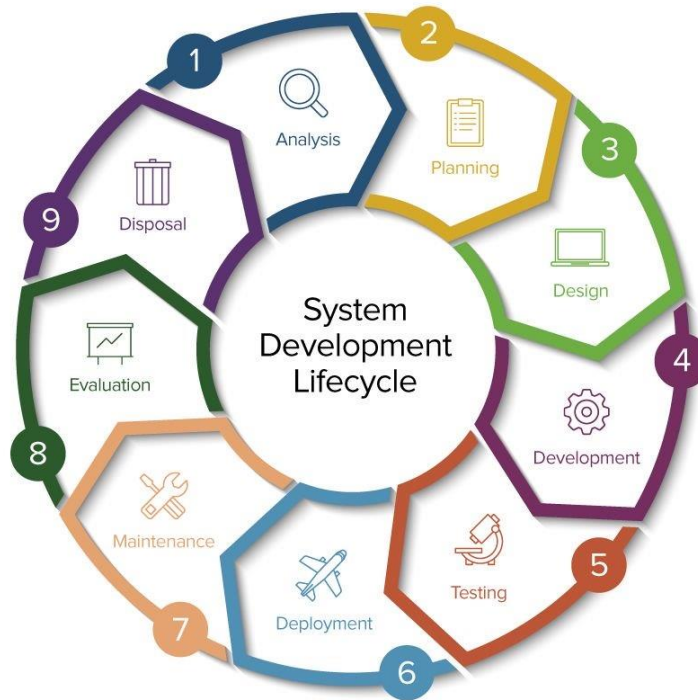 System
Development
Lifecycle
1
Analysis
2
Planning
3
Design
4
Development
5
Testing
6
Deployment
7
Maintenance
8
Evaluation
9
Disposal